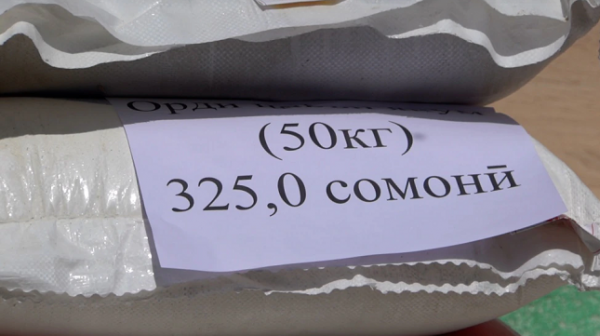 Орди
(50кг)
325,0 сомонӣ